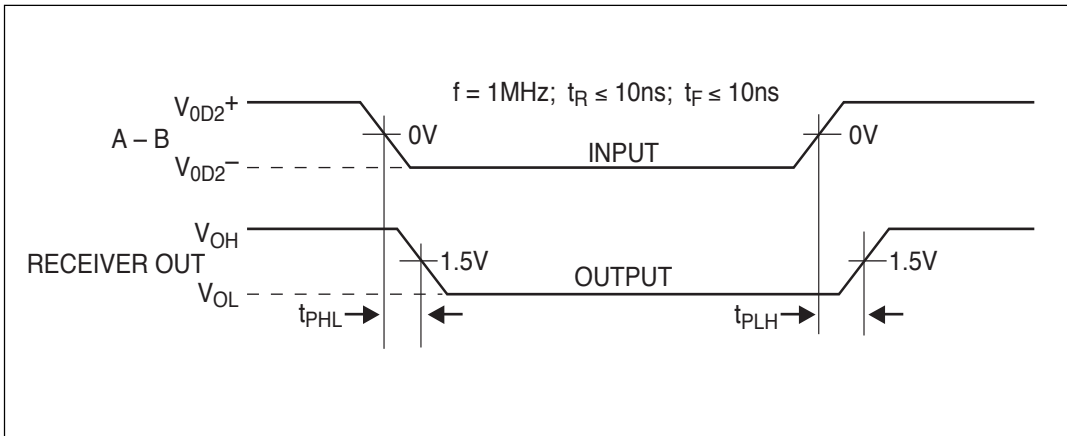 f = 1MHz; tR ≤ 10ns; tF ≤ 10ns
V0D2+
A – B
0V
0V
V0D2–
INPUT
VOH
RECEIVER OUT
1.5V
1.5V
VOL
OUTPUT
tPHL
tPLH